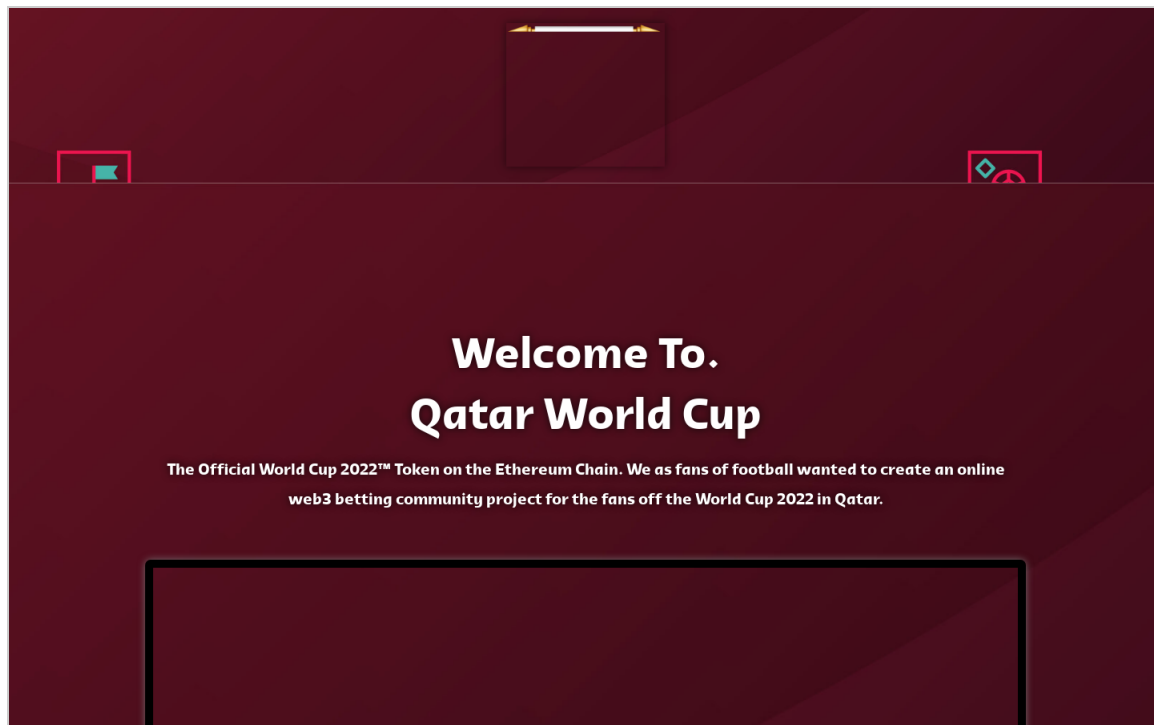 Welcome To.
Qatar World Cup
The Official World Cup 2022™ Token on the Ethereum Chain. We as fans of football wanted to create an online
web3 betting community project for the fans off the World Cup 2022 in Qatar.